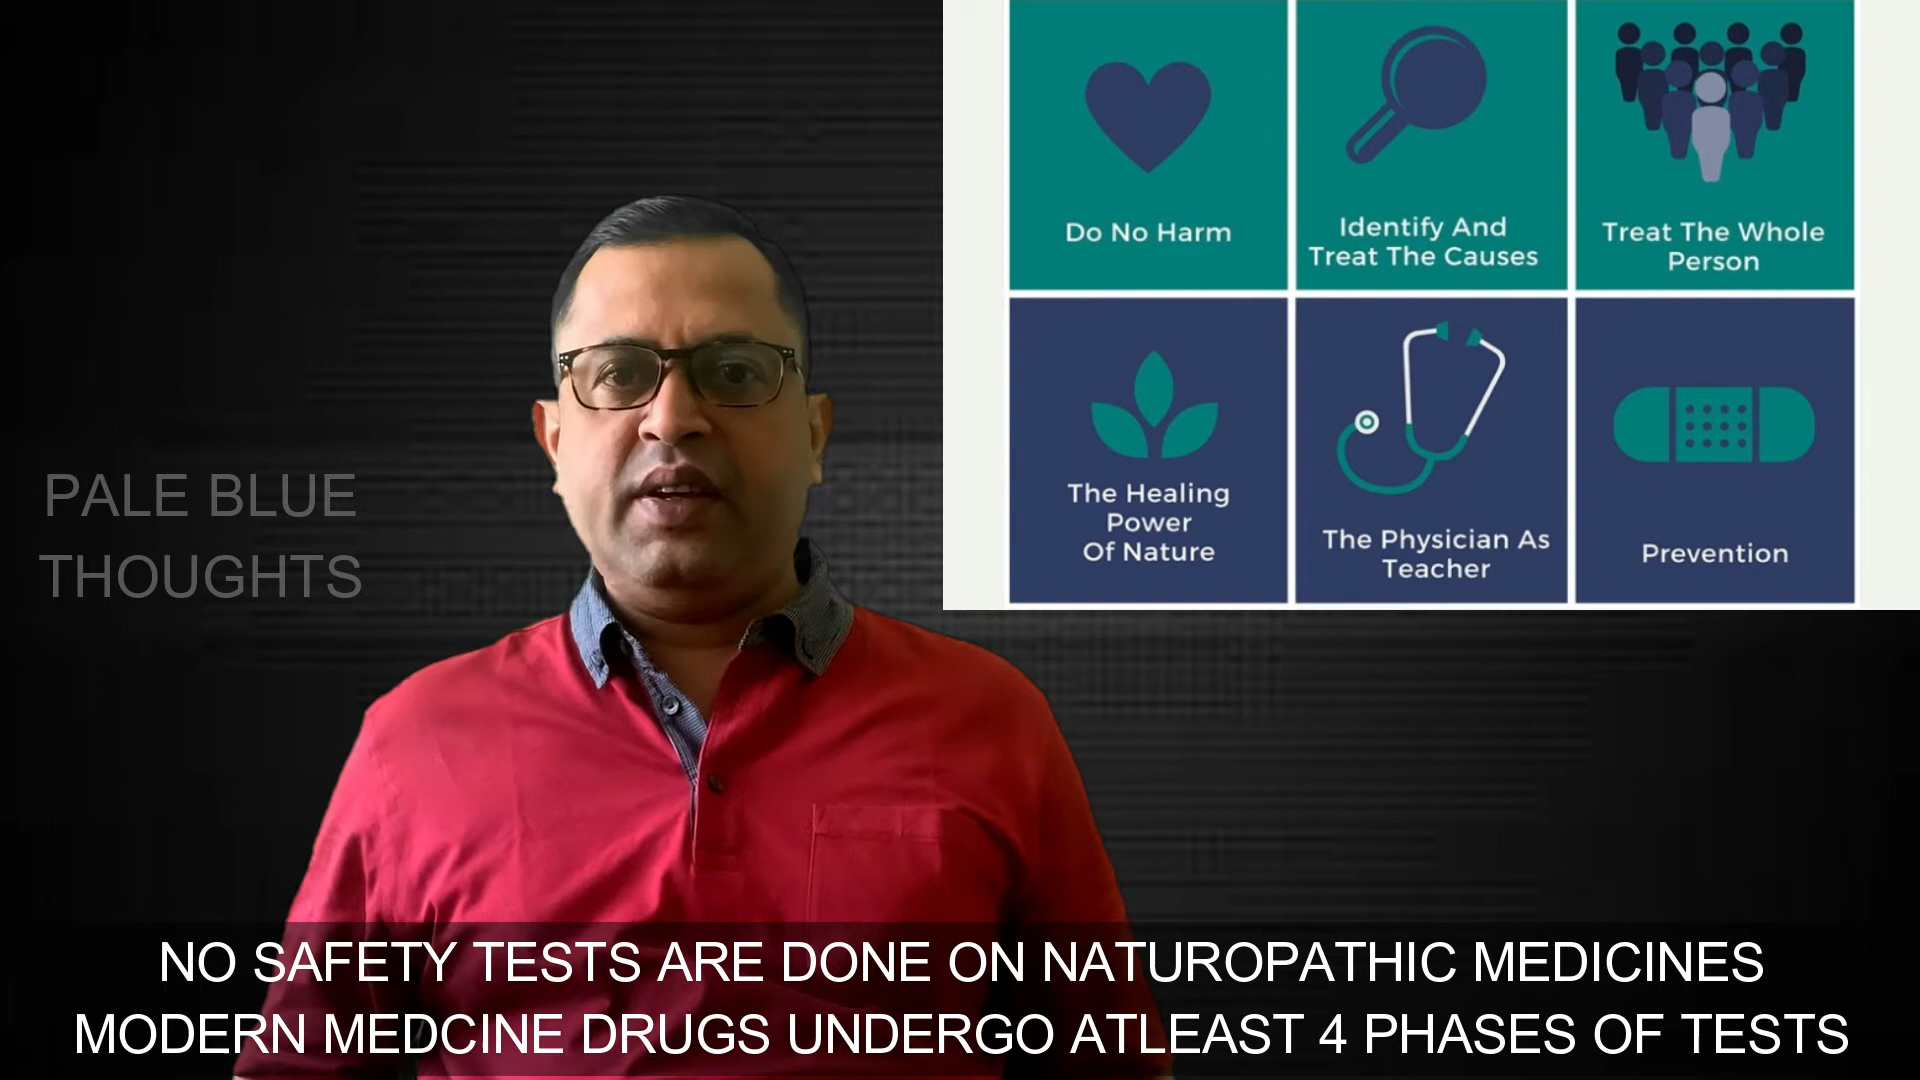 Do No Harm
Identify And
Treat The Causes
Treat The Whole
Person
The Healing
Power
Of Nature
The Physician As
Teacher
Prevention
PALE BLUE
THOUGHTS
NO SAFETY TESTS ARE DONE ON NATUROPATHIC MEDICINES
MODERN MEDCINE DRUGS UNDERGO ATLEAST 4 PHASES OF TESTS